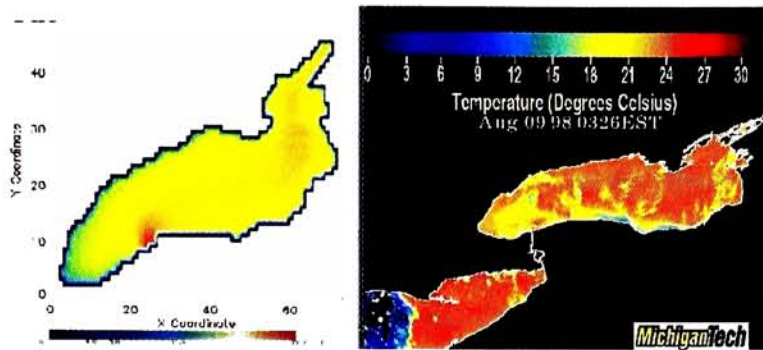 40
30
20
10
0
Y Coordinate
0
20
40
60
X Coordinate
0 3 6 9 12 15 18 21 24 27 30
Temperature (Degrees Celsius)
Aug 09 98 0326EST
MichiganTech